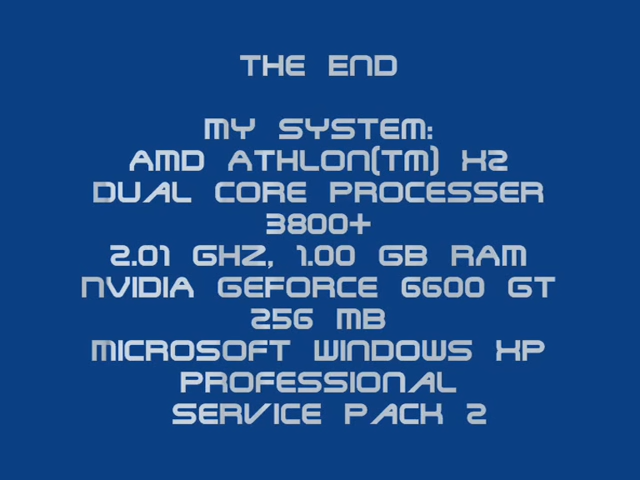 THE END
MY SYSTEM:
AMD ATHLON(TM) X2
DUAL CORE PROCESSER
3800+
2.01 GHZ, 1.00 GB RAM
NVIDIA GEFORCE 6600 GT
256 MB
MICROSOFT WINDOWS XP
PROFESSIONAL
SERVICE PACK 2